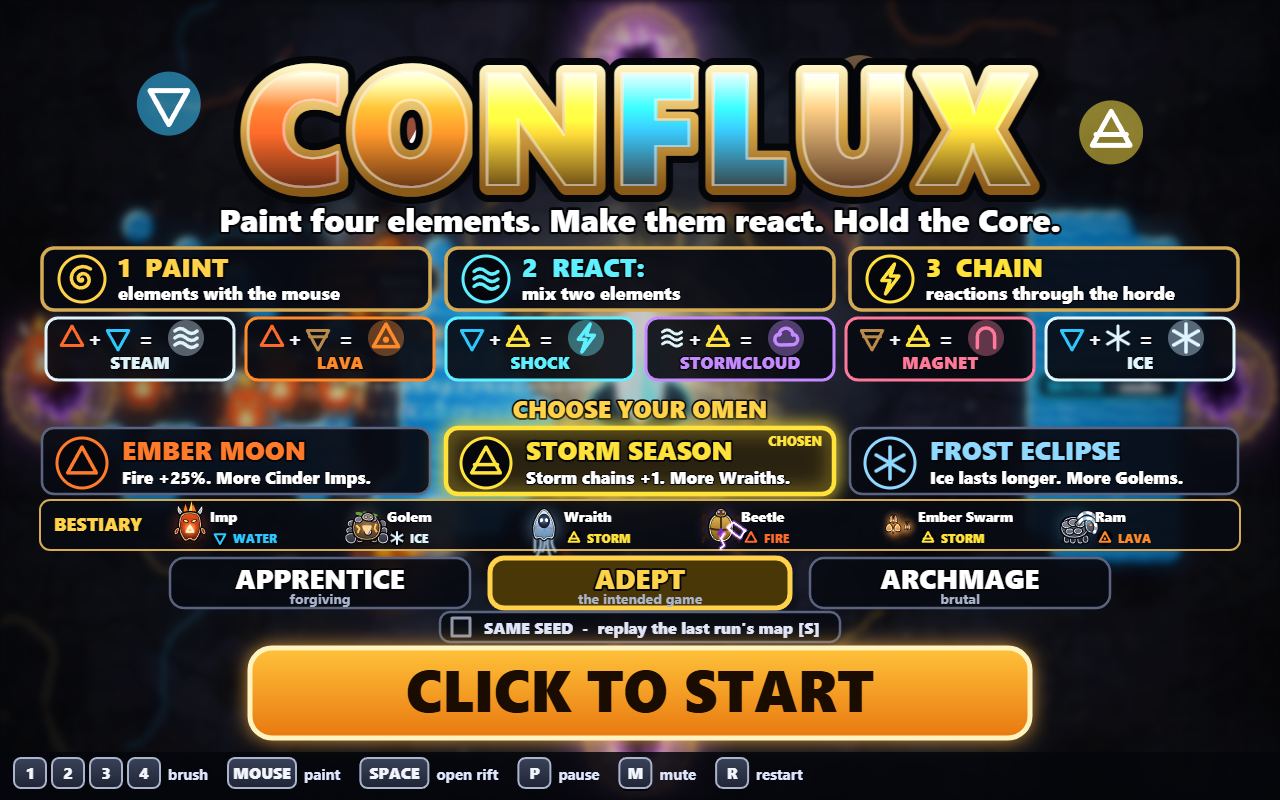 CONFLUX
Paint four elements. Make them react. Hold the Core.
1 PAINT
elements with the mouse
2 REACT:
mix two elements
3 CHAIN
reactions through the horde
+ =
STEAM
+ =
LAVA
+ =
SHOCK
+ =
STORMCLOUD
+ =
MAGNET
+ =
ICE
CHOOSE YOUR OMEN
EMBER MOON
Fire +25%. More Cinder Imps.
STORM SEASON
CHOSEN
Storm chains +1. More Wraiths.
FROST ECLIPSE
Ice lasts longer. More Golems.
BESTIARY
Imp
WATER
Golem
ICE
Wraith
STORM
Beetle
FIRE
Ember Swarm
STORM
Ram
LAVA
APPRENTICE
forgiving
ADEPT
the intended game
ARCHMAGE
brutal
SAME SEED - replay the last run's map [S]
CLICK TO START
1 2 3 4 brush MOUSE paint SPACE open rift P pause M mute R restart